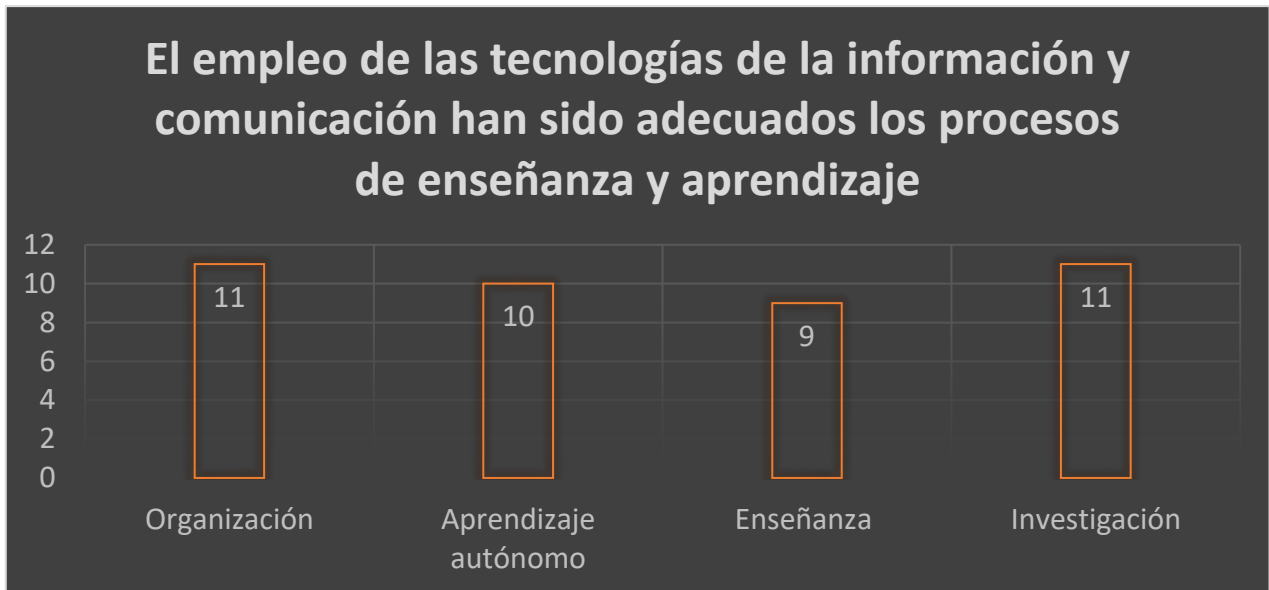 El empleo de las tecnologías de la información y
comunicación han sido adecuados los procesos
de enseñanza y aprendizaje
12
10
8
6
4
2
0
11
10
9
11
Organización
Aprendizaje
autónomo
Enseñanza
Investigación